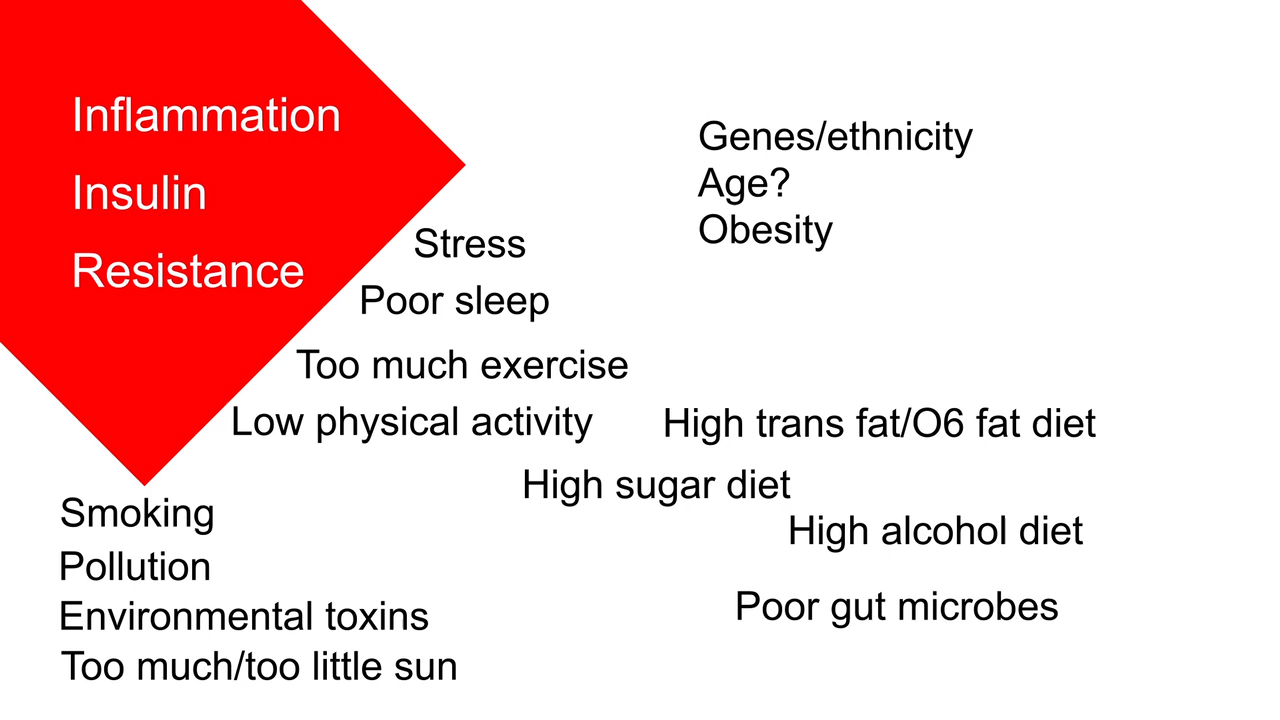 Inflammation
Insulin
Resistance
Genes/ethnicity
Age?
Obesity
Stress
Poor sleep
Too much exercise
Low physical activity
High trans fat/O6 fat diet
High sugar diet
High alcohol diet
Poor gut microbes
Smoking
Pollution
Environmental toxins
Too much/too little sun